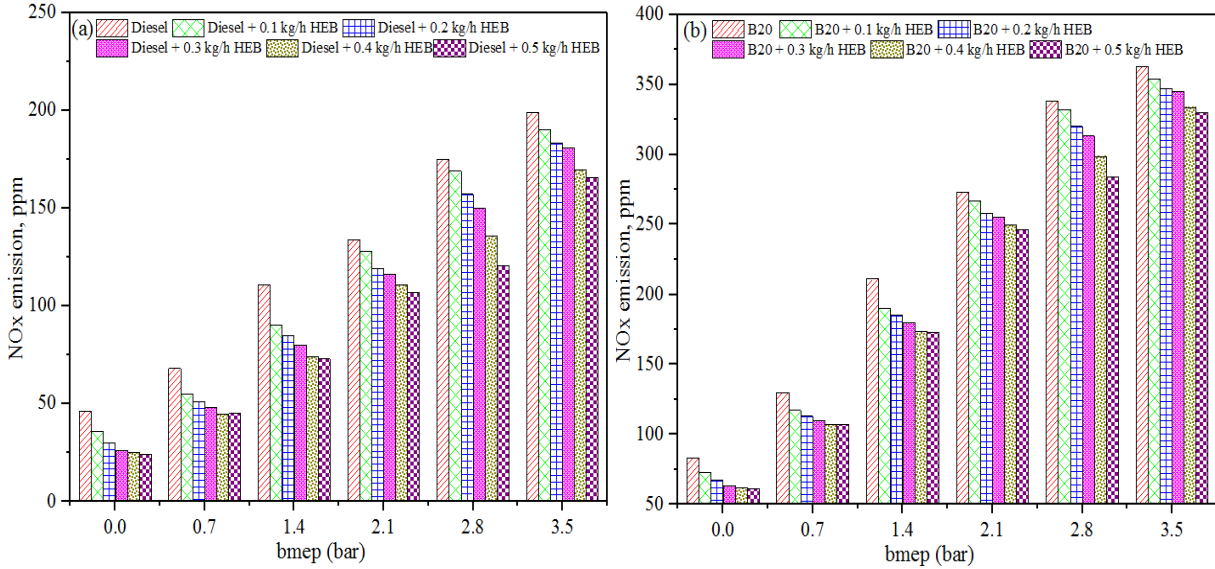 (a) Diesel Diesel + 0.1 kg/h HEB Diesel + 0.2 kg/h HEB
Diesel + 0.3 kg/h HEB Diesel + 0.4 kg/h HEB Diesel + 0.5 kg/h HEB
NOx emission, ppm
250
200
150
100
50
0
0.0 0.7 1.4 2.1 2.8 3.5
bmep (bar)
(b) B20 B20 + 0.1 kg/h HEB B20 + 0.2 kg/h HEB
B20 + 0.3 kg/h HEB B20 + 0.4 kg/h HEB B20 + 0.5 kg/h HEB
NOx emission, ppm
400
350
300
250
200
150
100
50
0.0 0.7 1.4 2.1 2.8 3.5
bmep (bar)